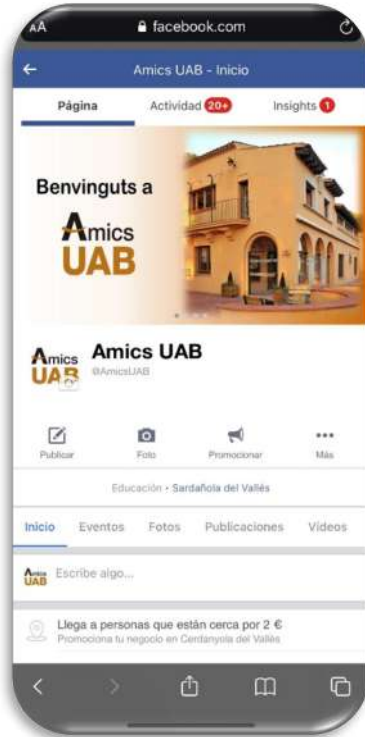 AA facebook.com
Amics UAB - Inicio
Página Actividad 20+ Insights 1
Benvinguts a
Amics
UAB
Amics
UAB
Amics UAB
@AmicsUAB
Publicar Foto Promocionar Más
Educación • Sardañola del Vallés
Inicio Eventos Fotos Publicaciones Vídeos
Amics
UAB
Escribe algo...
Llega a personas que están cerca por 2 €
Promociona tu negocio en Cerdanyola del Vallès